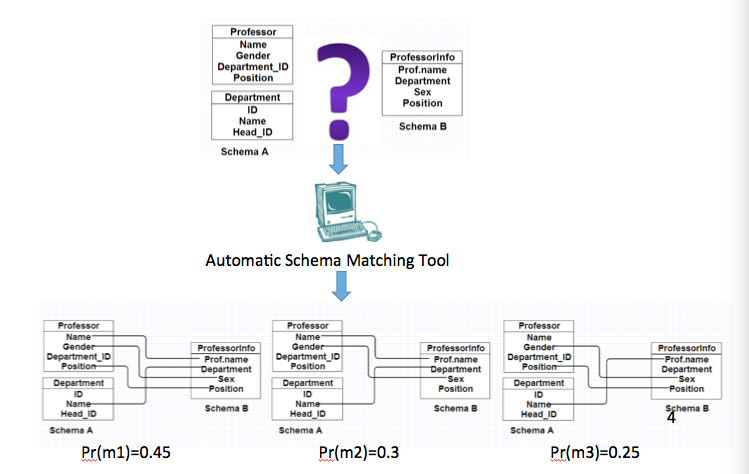 Professor
Name
Gender
Department_ID
Position
Department
ID
Name
Head_ID
Schema A
?
ProfessorInfo
Prof.name
Department
Sex
Position
Schema B
Automatic Schema Matching Tool
Professor
Name
Gender
Department_ID
Position
Department
ID
Name
Head_ID
Schema A
ProfessorInfo
Prof.name
Department
Sex
Position
Schema B
Pr(m1)=0.45
Professor
Name
Gender
Department_ID
Position
Department
ID
Name
Head_ID
Schema A
ProfessorInfo
Prof.name
Department
Sex
Position
Schema B
Pr(m2)=0.3
Professor
Name
Gender
Department_ID
Position
Department
ID
Name
Head_ID
Schema A
ProfessorInfo
Prof.name
Department
Sex
Position
Schema B
4
Pr(m3)=0.25